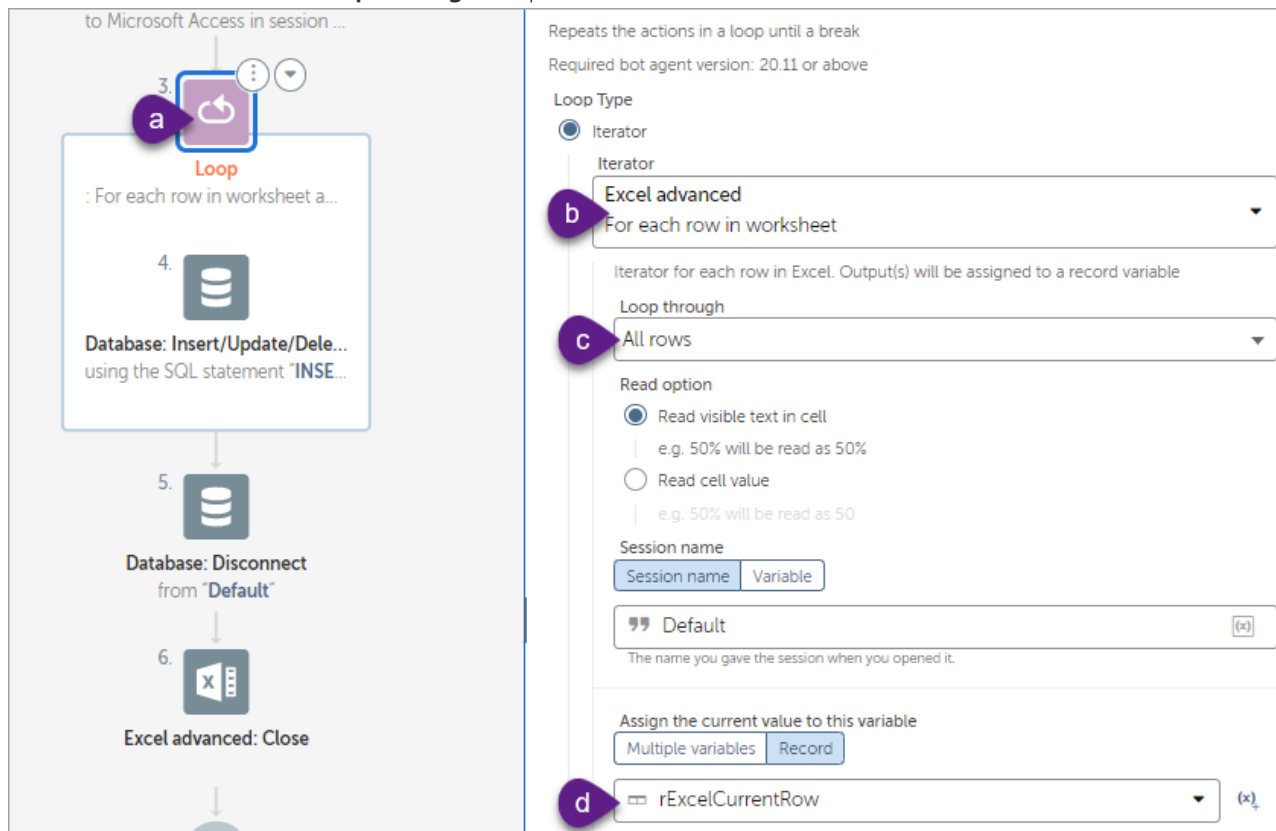 to Microsoft Access in session ...
3.
a
Loop
: For each row in worksheet a...
4.
Database: Insert/Update/Dele...
using the SQL statement "INSE...
5.
Database: Disconnect
from "Default"
6.
Excel advanced: Close
Repeats the actions in a loop until a break
Required bot agent version: 20.11 or above
Loop Type
Iterator
Iterator
b
Excel advanced
For each row in worksheet
Iterator for each row in Excel. Output(s) will be assigned to a record variable
Loop through
c
All rows
Read option
Read visible text in cell
e.g. 50% will be read as 50%
Read cell value
e.g. 50% will be read as 50
Session name
Session name Variable
Default (x)
The name you gave the session when you opened it.
Assign the current value to this variable
Multiple variables Record
d
rExcelCurrentRow (x)+